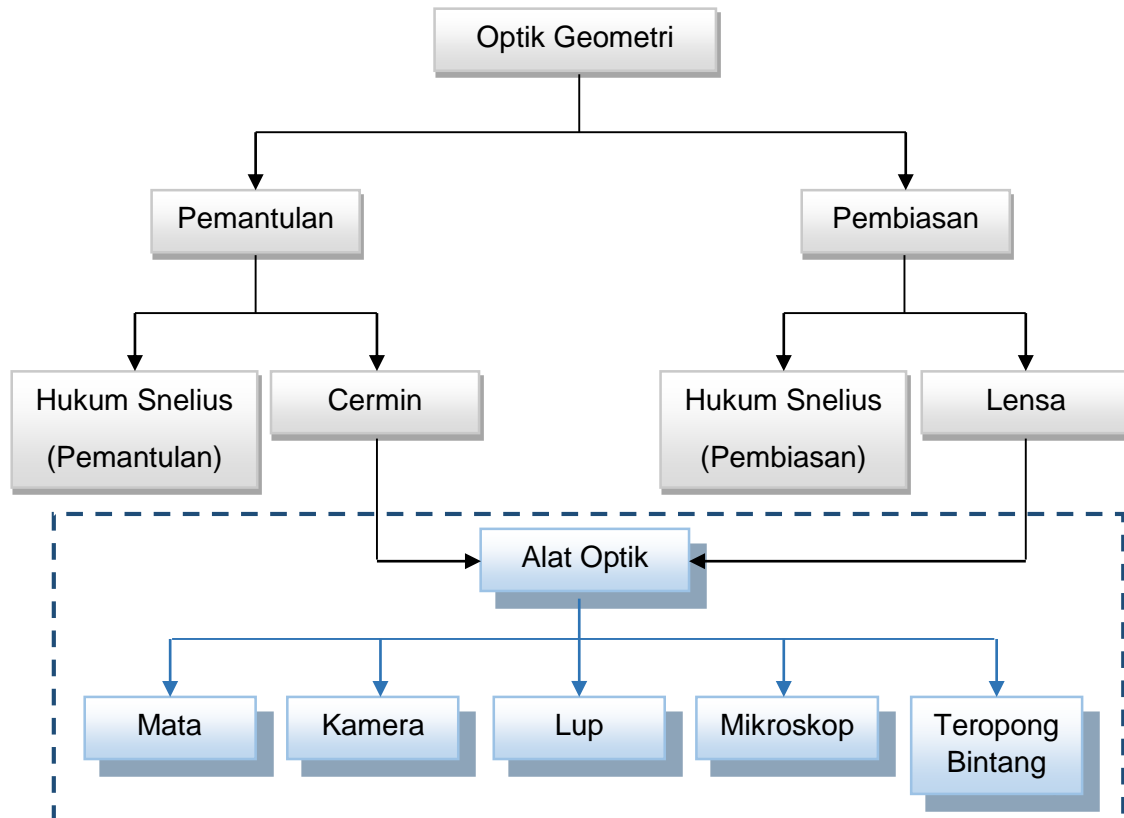 Optik Geometri
Pemantulan
Pembiasan
Hukum Snelius
(Pemantulan)
Cermin
Hukum Snelius
(Pembiasan)
Lensa
Alat Optik
Mata
Kamera
Lup
Mikroskop
Teropong
Bintang